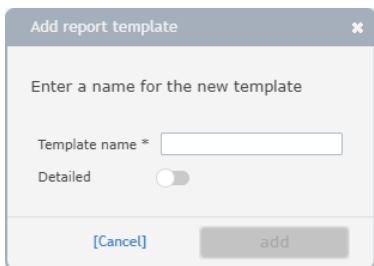 Add report template
Enter a name for the new template
Template name *
Detailed
[Cancel] add